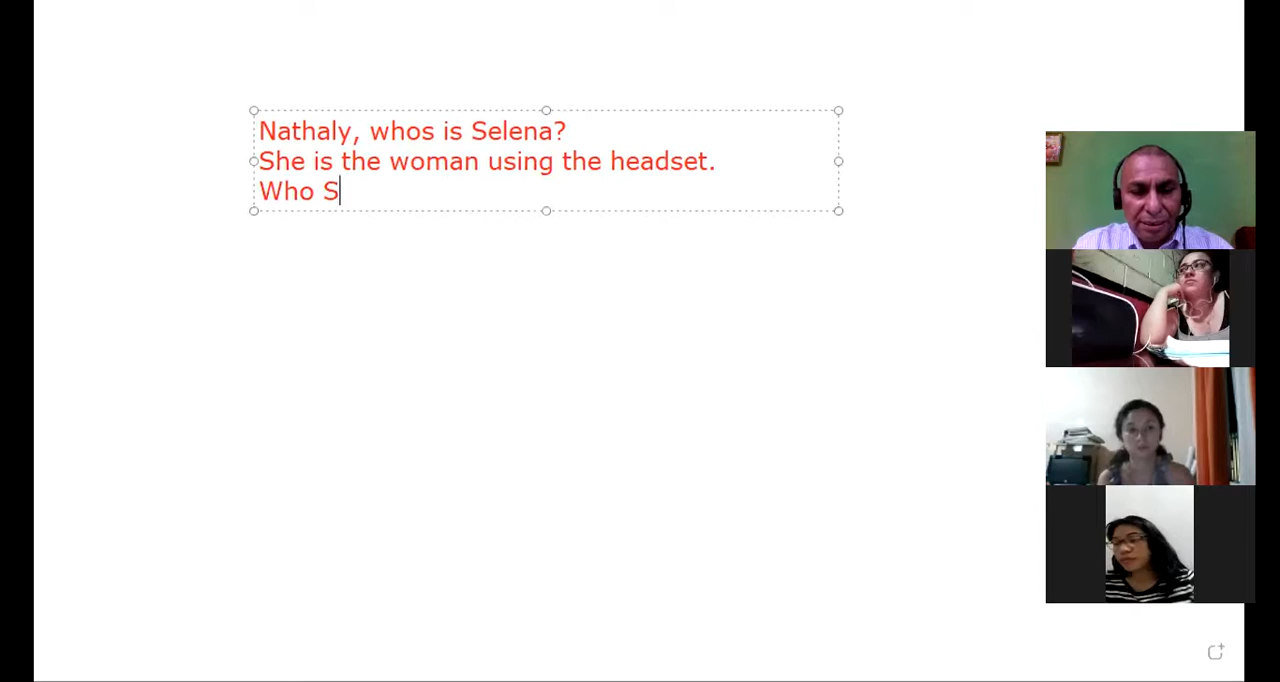 Nathaly, whos is Selena?
She is the woman using the headset.
Who S